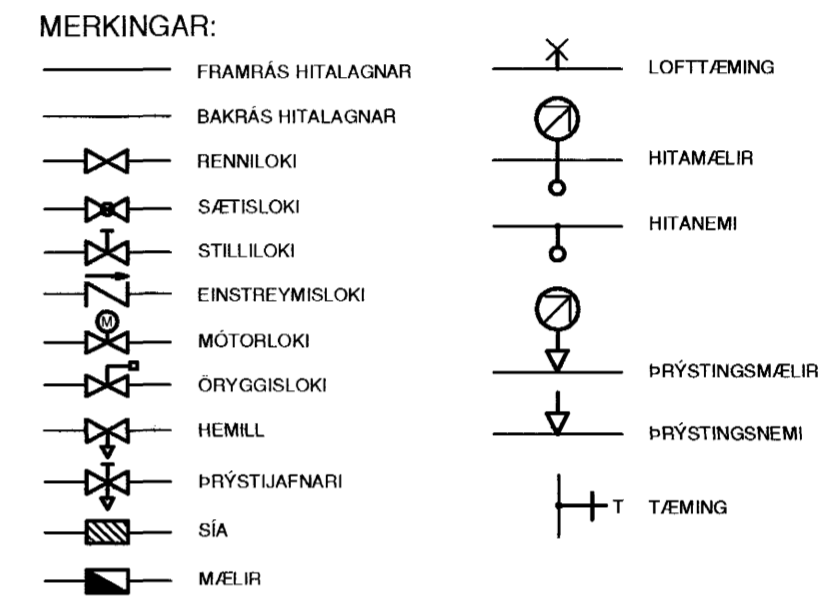 MERKINGAR:
FRAMRÁS HITALAGNAR
BAKRÁS HITALAGNAR
RENNILOKI
SÆTISLOKI
STILLILOKI
EINSTREYMISLOKI
M
MÓTORLOKI
ÖRYGGISLOKI
HEMILL
ÞRÝSTIJAFNARI
SÍA
MÆLIR
LOFTTÆMING
HITAMÆLIR
HITANEMI
ÞRÝSTINGSMÆLIR
ÞRÝSTINGSNEMI
T TÆMING